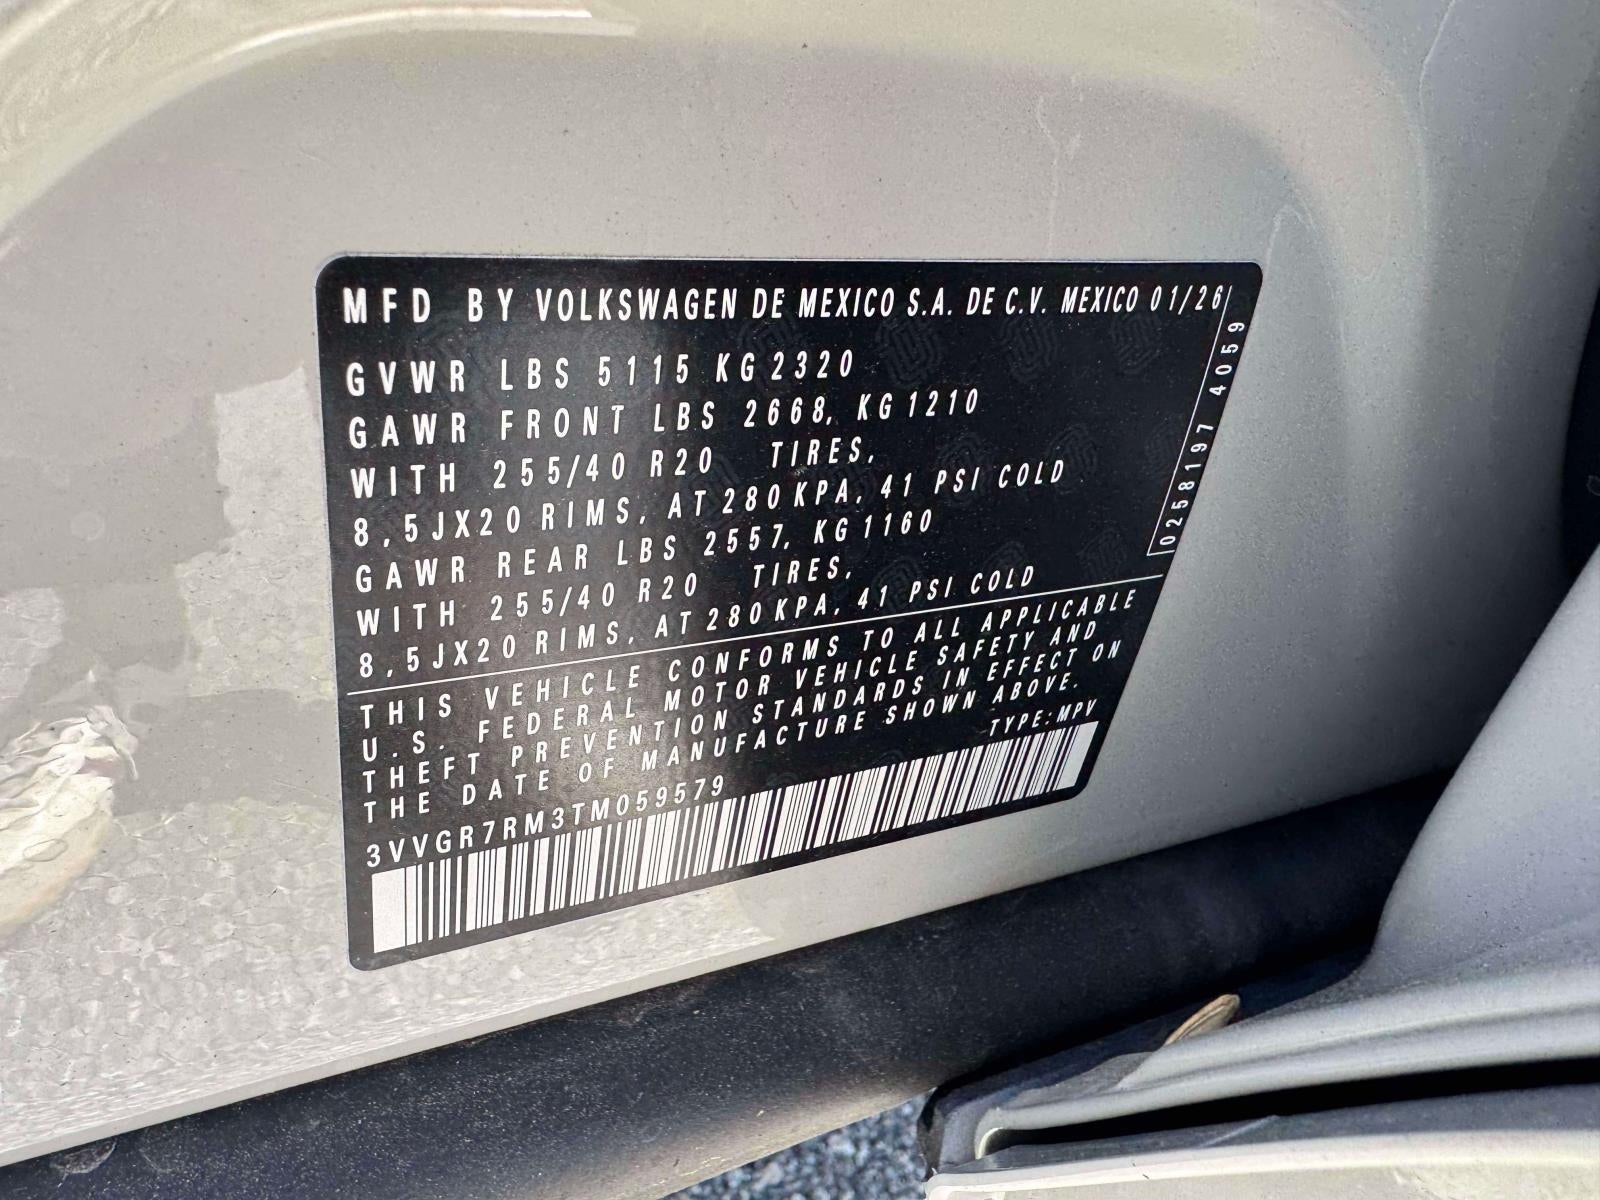 MFD BY VOLKSWAGEN DE MEXICO S.A. DE C.V. MEXICO 01/26
GVWR LBS 5115 KG 2320
GAWR FRONT LBS 2668, KG 1210
WITH 255/40 R20 TIRES,
8,5JX20 RIMS, AT 280 KPA, 41 PSI COLD
GAWR REAR LBS 2557, KG 1160
WITH 255/40 R20 TIRES,
8,5JX20 RIMS, AT 280 KPA, 41 PSI COLD
0258197 4059
THIS VEHICLE CONFORMS TO ALL APPLICABLE
U.S. FEDERAL MOTOR VEHICLE SAFETY AND
THEFT PREVENTION STANDARDS IN EFFECT ON
THE DATE OF MANUFACTURE SHOWN ABOVE.
TYPE: MPV
3VVGR7RM3TM059579